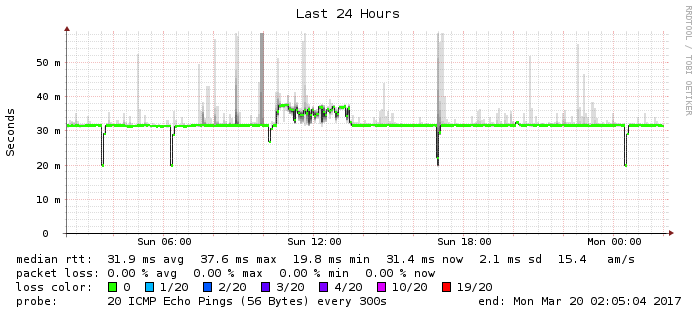 Last 24 Hours
RRDTOOL / TOBI OETIKER
Seconds
50 m
40 m
30 m
20 m
10 m
0
Sun 06:00 Sun 12:00 Sun 18:00 Mon 00:00
median rtt: 31.9 ms avg 37.6 ms max 19.8 ms min 31.4 ms now 2.1 ms sd 15.4 am/s
packet loss: 0.00 % avg 0.00 % max 0.00 % min 0.00 % now
loss color: 0 1/20 2/20 3/20 4/20 10/20 19/20
probe: 20 ICMP Echo Pings (56 Bytes) every 300s end: Mon Mar 20 02:05:04 2017